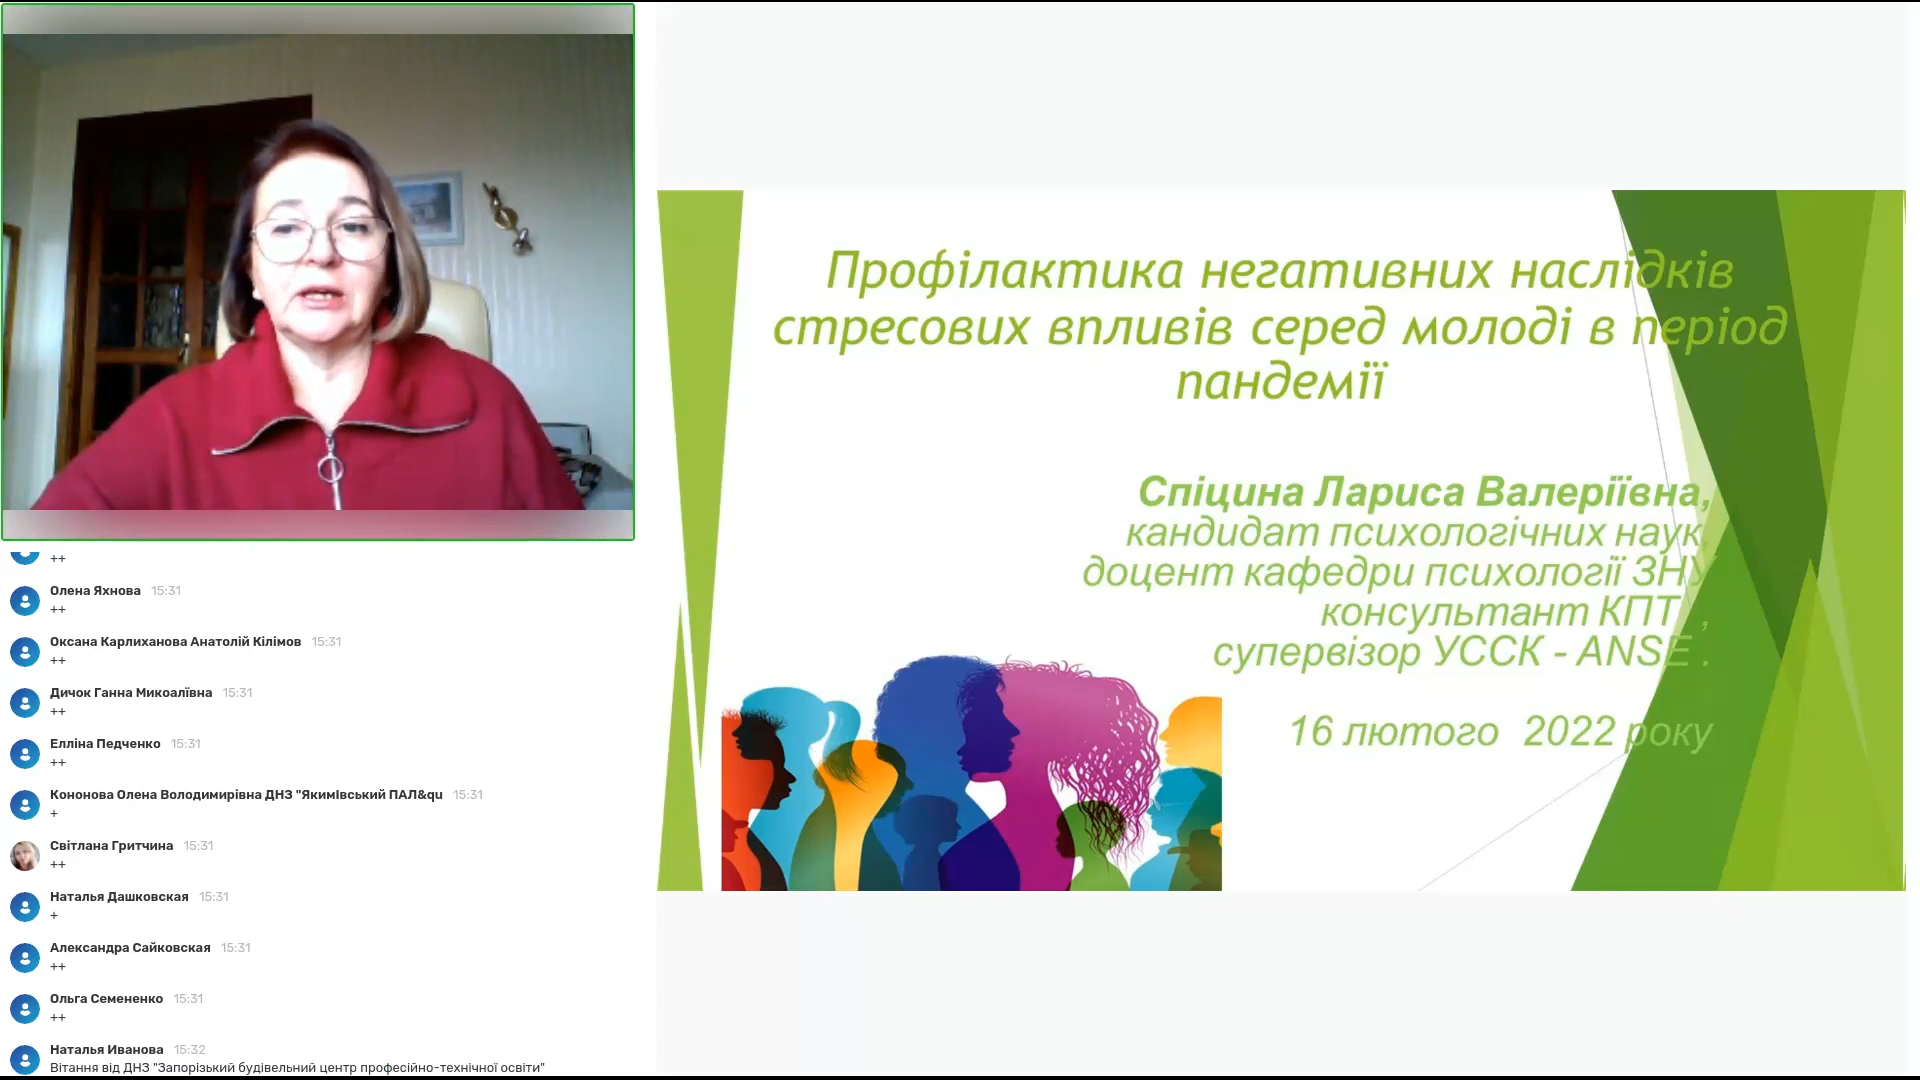 Профілактика негативних наслідків
стресових впливів серед молоді в період
пандемії
Спіцина Лариса Валеріївна,
кандидат психологічних наук,
доцент кафедри психології ЗНУ
консультант КПТ ,
супервізор УССК - ANSE .
16 лютого 2022 року
++
Олена Яхнова 15:31
++
Оксана Карлиханова Анатолій Кілімов 15:31
++
Дичок Ганна Микоалївна 15:31
++
Елліна Педченко 15:31
++
Кононова Олена Володимирівна ДНЗ "ЯкимІвський ПАЛ&qu 15:31
+
Світлана Гритчина 15:31
++
Наталья Дашковская 15:31
+
Александра Сайковская 15:31
++
Ольга Семененко 15:31
++
Наталья Иванова 15:32
Вітання від ДНЗ "Запорізький будівельний центр професійно-технічної освіти"